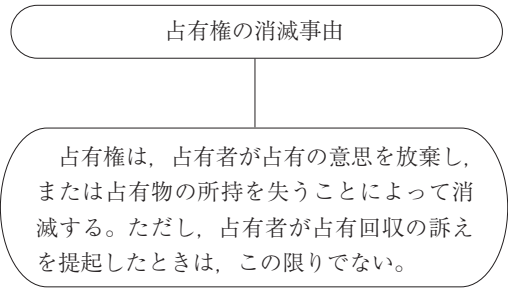 占有権の消滅事由
　占有権は，占有者が占有の意思を放棄し，
または占有物の所持を失うことによって消
滅する。ただし，占有者が占有回収の訴え
を提起したときは，この限りでない。